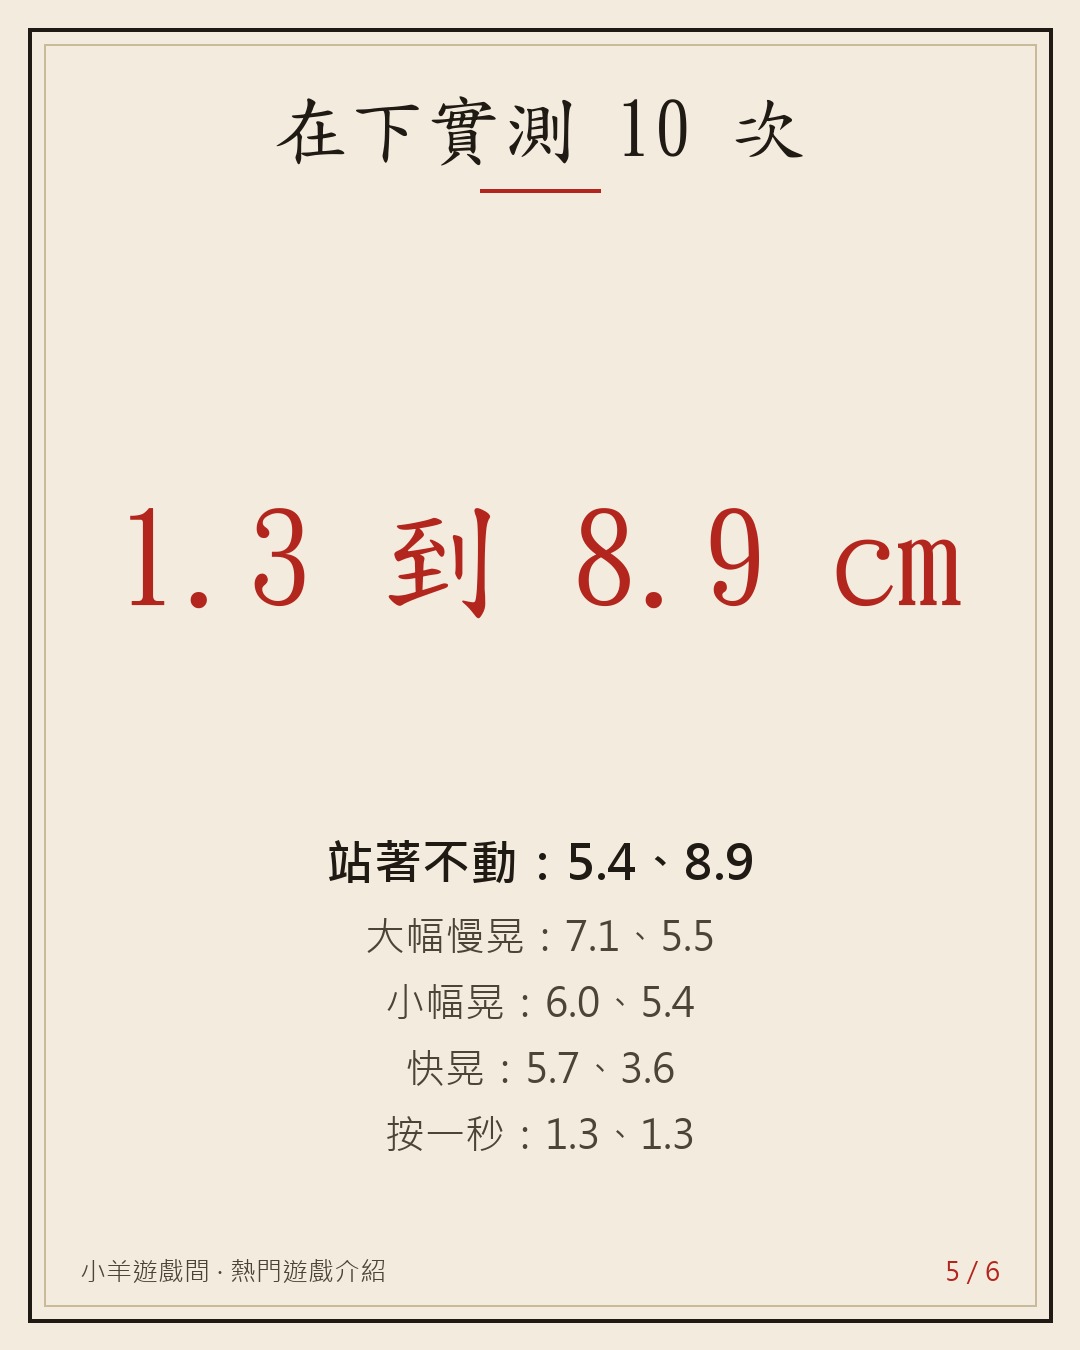 在下實測 10 次
1.3 到 8.9 cm
站著不動：5.4、8.9
大幅慢晃：7.1、5.5
小幅晃：6.0、5.4
快晃：5.7、3.6
按一秒：1.3、1.3
小羊遊戲間 · 熱門遊戲介紹
5 / 6